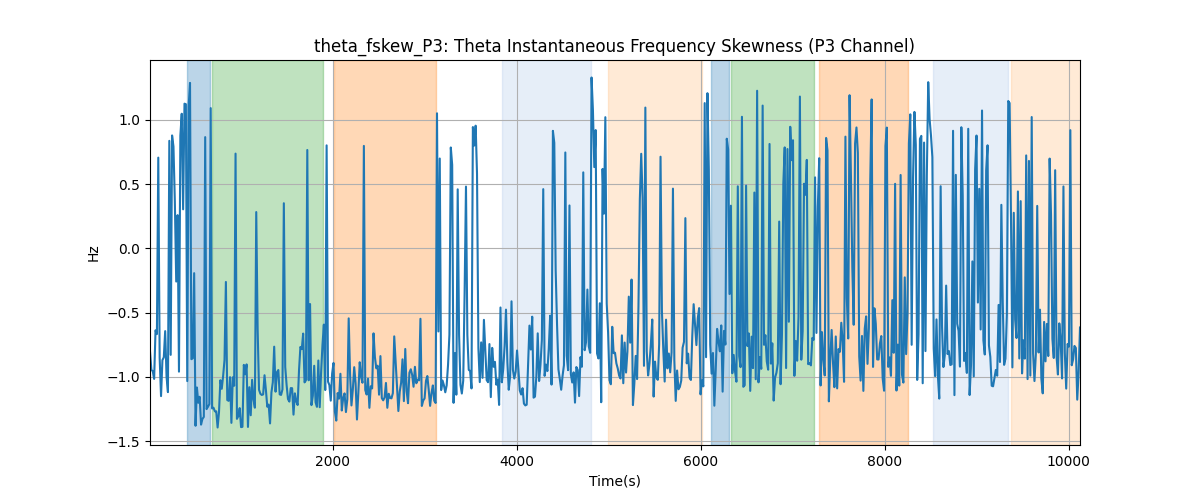 theta_fskew_P3: Theta Instantaneous Frequency Skewness (P3 Channel)
Hz
1.0
0.5
0.0
−0.5
−1.0
−1.5
2000 4000 6000 8000 10000
Time(s)